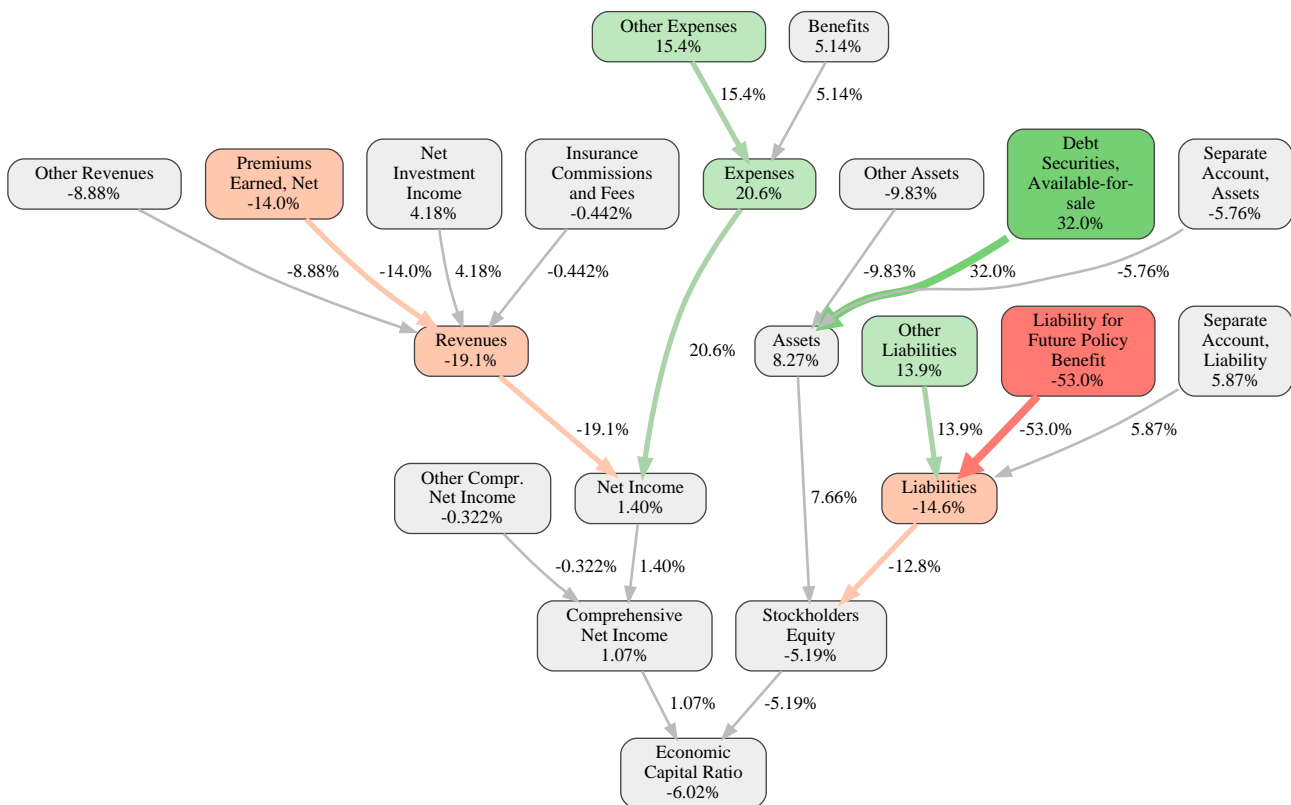 Other Expenses
15.4%
Benefits
5.14%
15.4%
5.14%
Other Revenues
-8.88%
Premiums
Earned, Net
-14.0%
Net
Investment
Income
4.18%
Insurance
Commissions
and Fees
-0.442%
Expenses
20.6%
Other Assets
-9.83%
Debt
Securities,
Available-for-
sale
32.0%
Separate
Account,
Assets
-5.76%
-8.88%
-14.0%
4.18%
-0.442%
-9.83%
32.0%
-5.76%
Revenues
-19.1%
20.6%
Assets
8.27%
Other
Liabilities
13.9%
Liability for
Future Policy
Benefit
-53.0%
Separate
Account,
Liability
5.87%
-19.1%
13.9%
-53.0%
5.87%
Other Compr.
Net Income
-0.322%
Net Income
1.40%
7.66%
Liabilities
-14.6%
-0.322%
1.40%
-12.8%
Comprehensive
Net Income
1.07%
Stockholders
Equity
-5.19%
1.07%
-5.19%
Economic
Capital Ratio
-6.02%